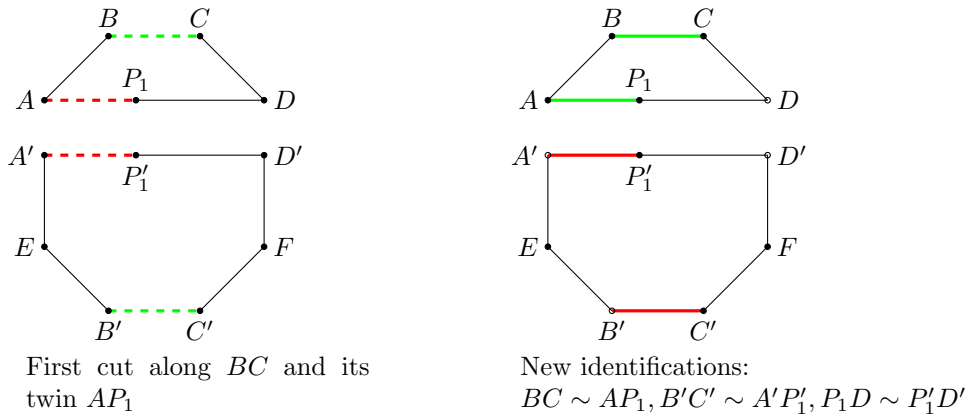 B C B C
A P₁ D A P₁ D
A′ P′₁ D′ A′ P′₁ D′
E F E F
B′ C′ B′ C′
First cut along BC and its
twin AP₁
New identifications:
BC ∼ AP₁, B′C′ ∼ A′P′₁, P₁D ∼ P′₁D′